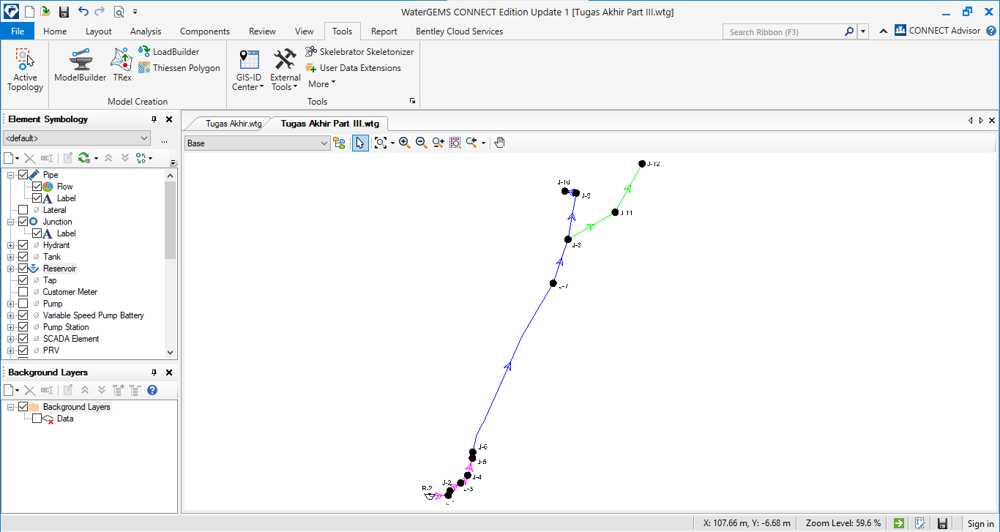 WaterGEMS CONNECT Edition Update 1 [Tugas Akhir Part III.wtg]
File Home Layout Analysis Components Review View Tools Report Bentley Cloud Services Search Ribbon (F3) CONNECT Advisor
Active Topology
ModelBuilder
TRex
LoadBuilder
Thiessen Polygon
Model Creation
GIS-ID Center
External Tools
Skelebrator Skeletonizer
User Data Extensions
More
Tools
Element Symbology
<default>
...
Pipe
Flow
Label
Lateral
Junction
Label
Hydrant
Tank
Reservoir
Tap
Customer Meter
Pump
Variable Speed Pump Battery
Pump Station
SCADA Element
PRV
Background Layers
Background Layers
Data
Tugas Akhir.wtg
Tugas Akhir Part III.wtg
Base
J-12
J-10
J-9
J-11
J-8
J-7
J-6
J-5
J-4
J-2
J-3
R-2
X: 107.66 m, Y: -6.68 m
Zoom Level: 59.6 %
Sign in